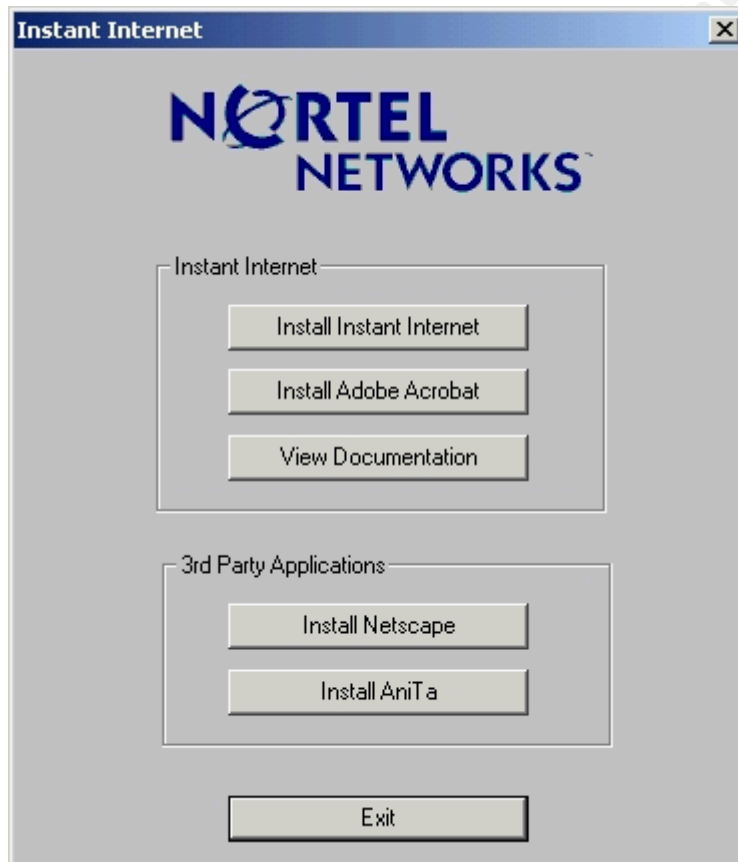 Instant Internet
NORTEL
NETWORKS
Instant Internet
Install Instant Internet
Install Adobe Acrobat
View Documentation
3rd Party Applications
Install Netscape
Install AniTa
Exit